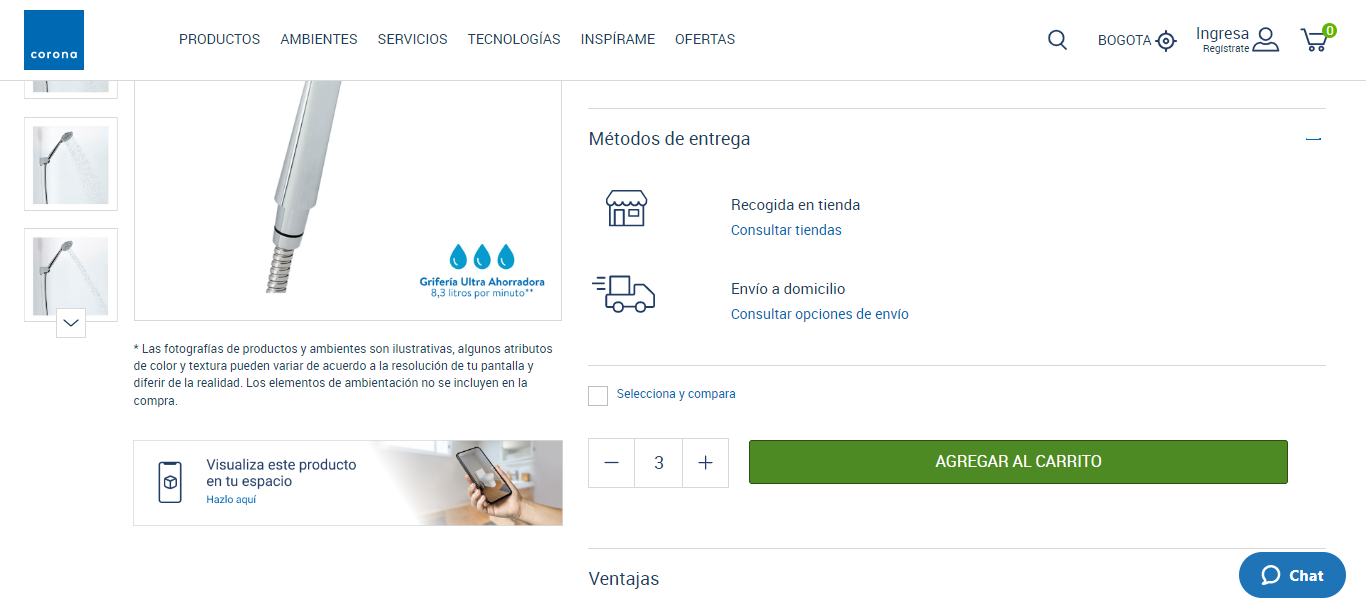 corona
PRODUCTOS
AMBIENTES
SERVICIOS
TECNOLOGÍAS
INSPÍRAME
OFERTAS
BOGOTA
Ingresa
Regístrate
0
Grifería Ultra Ahorradora
8,3 litros por minuto**
* Las fotografías de productos y ambientes son ilustrativas, algunos atributos
de color y textura pueden variar de acuerdo a la resolución de tu pantalla y
diferir de la realidad. Los elementos de ambientación no se incluyen en la
compra.
Visualiza este producto
en tu espacio
Hazlo aquí
Métodos de entrega
Recogida en tienda
Consultar tiendas
Envío a domicilio
Consultar opciones de envío
Selecciona y compara
3
AGREGAR AL CARRITO
Ventajas
Chat